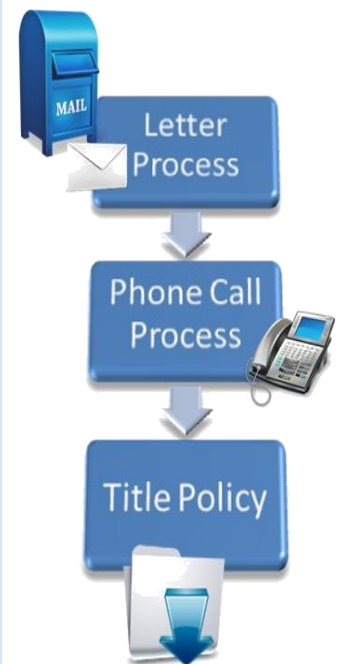 MAIL
Letter
Process
Phone Call
Process
Title Policy